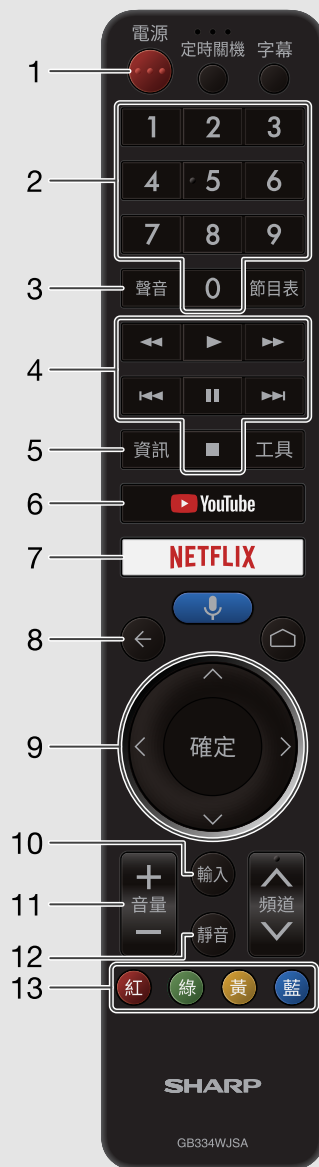 電源 定時關機 字幕
1
1 2 3
2
4 5 6
7 8 9
3 聲音 0 節目表
4
5 資訊 工具
6 YouTube
7 NETFLIX
8
9 確定
10 輸入
11 音量 頻道
12 靜音
13 紅 綠 黃 藍
SHARP
GB334WJSA